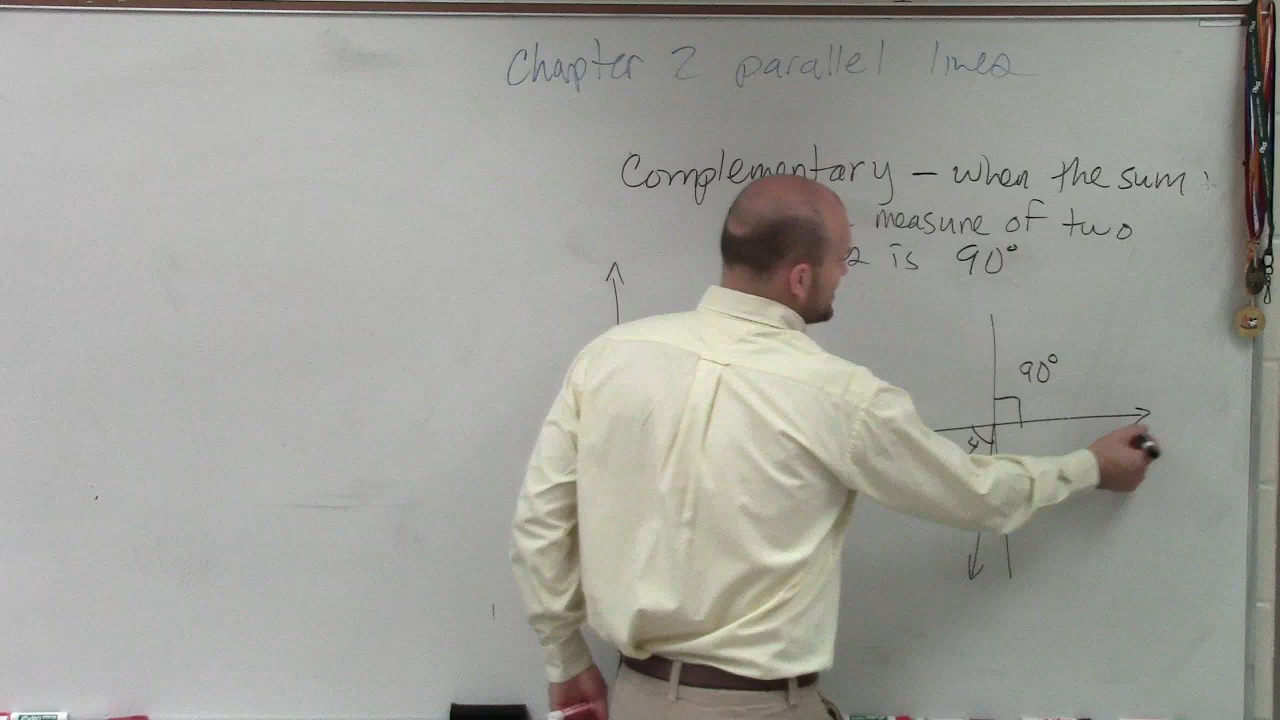 Chapter 2 parallel lines
Complementary – when the sum
measure of two
is 90°
90°